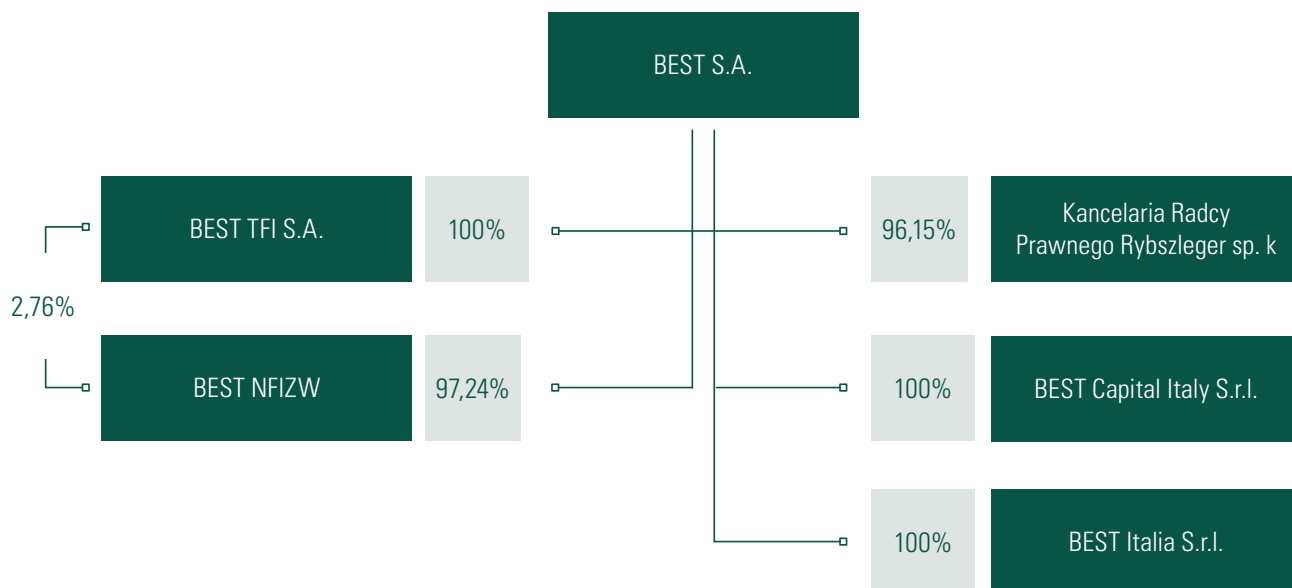 BEST S.A.
BEST TFI S.A.
100%
96,15%
Kancelaria Radcy
Prawnego Rybszleger sp. k
2,76%
BEST NFIZW
97,24%
100%
BEST Capital Italy S.r.l.
100%
BEST Italia S.r.l.